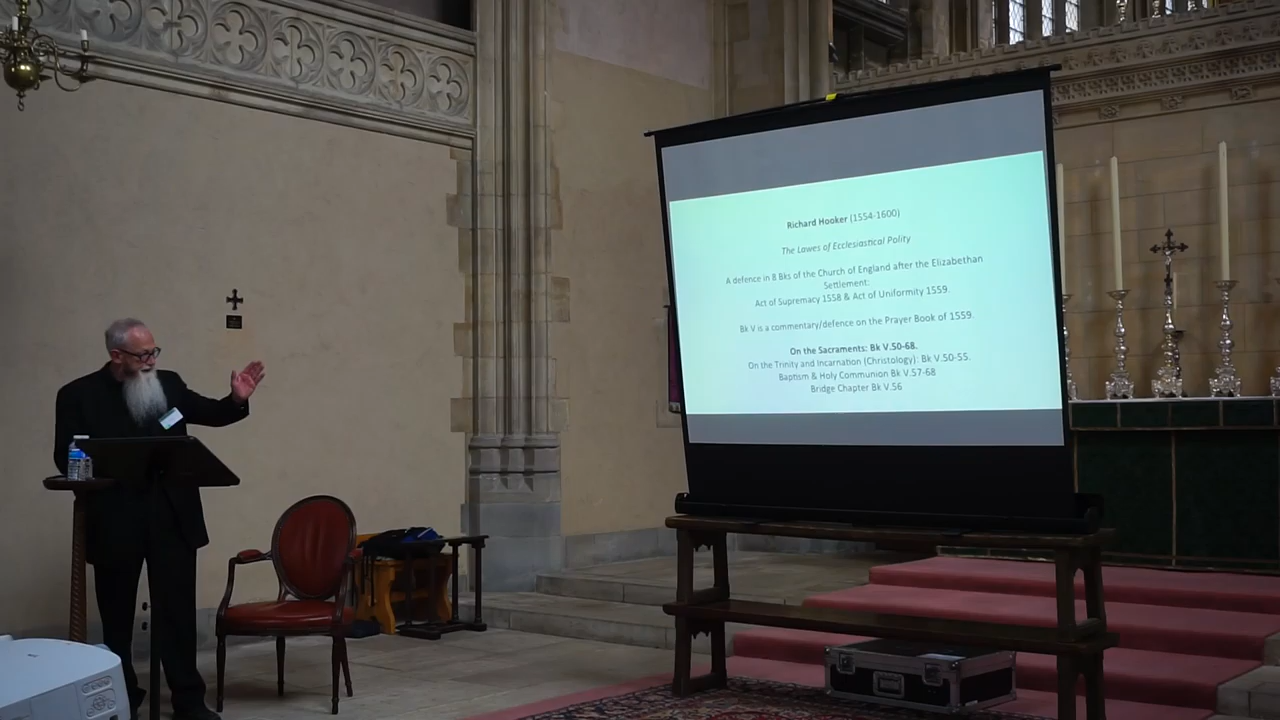 Richard Hooker (1554-1600)
The Lawes of Ecclesiastical Polity
A defence in 8 Bks of the Church of England after the Elizabethan
Settlement:
Act of Supremacy 1558 & Act of Uniformity 1559.
Bk V is a commentary/defence on the Prayer Book of 1559.
On the Sacraments: Bk V.50-68.
On the Trinity and Incarnation (Christology): Bk V.50-55.
Baptism & Holy Communion Bk V.57-68
Bridge Chapter Bk V.56